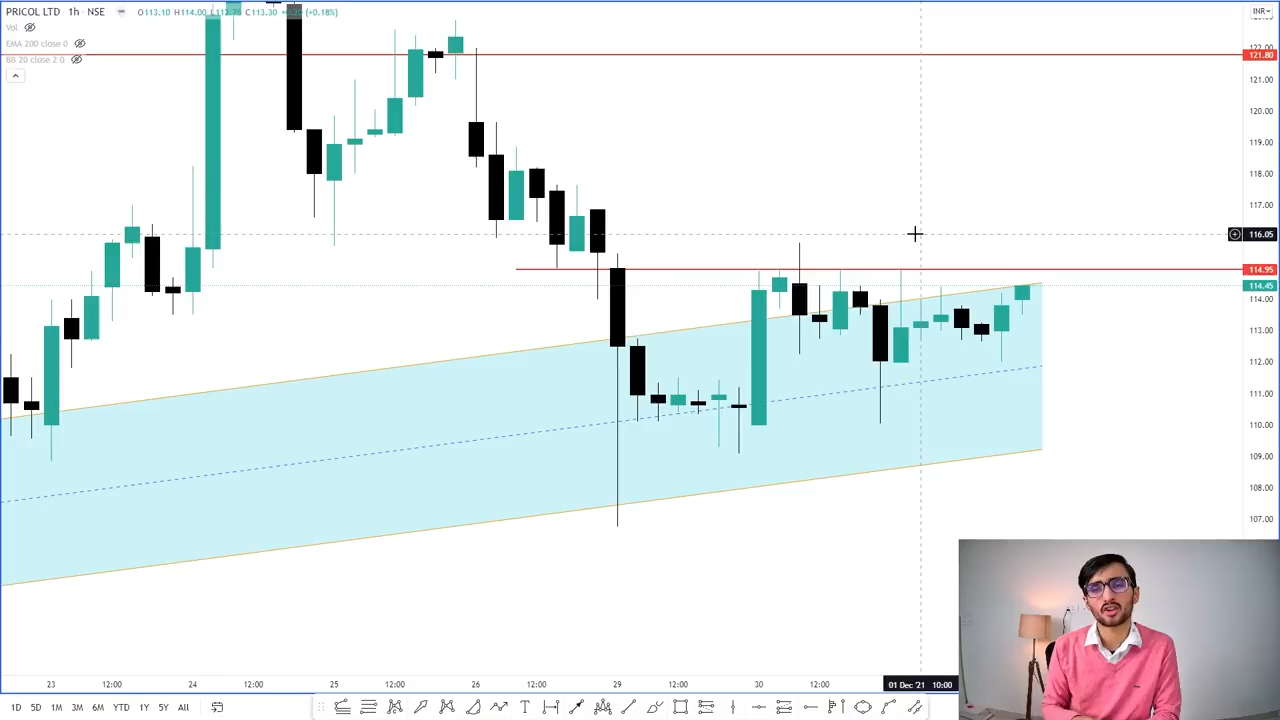 PRICOL LTD · 1h · NSE
O113.10 H114.00 C113.30 (+0.18%)
INR
Vol
EMA 200 close 0
BB 20 close 2 0
122.00
121.80
121.00
120.00
119.00
118.00
117.00
116.05
114.95
114.45
114.00
113.00
112.00
111.00
110.00
109.00
108.00
107.00
23 12:00 24 12:00 25 12:00 26 12:00 29 12:00 30 12:00 01 Dec '21 10:00
1D 5D 1M 3M 6M YTD 1Y 5Y All